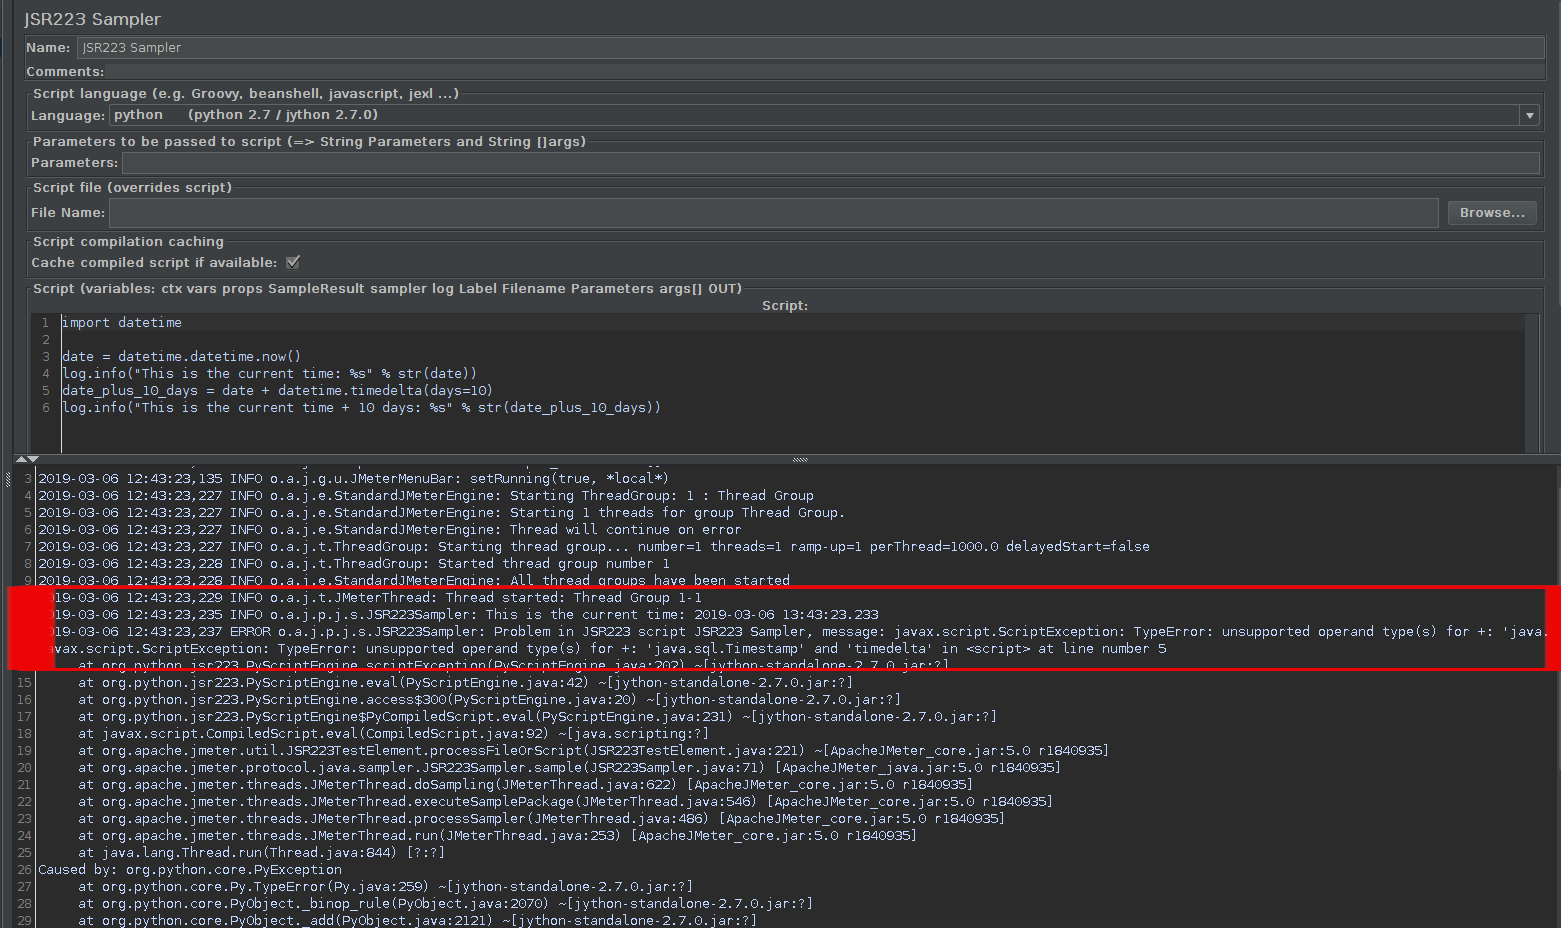 JSR223 Sampler
Name: JSR223 Sampler
Comments:
Script language (e.g. Groovy, beanshell, javascript, jexl ...)
Language: python (python 2.7 / jython 2.7.0)
Parameters to be passed to script (=> String Parameters and String []args)
Parameters:
Script file (overrides script)
File Name: Browse...
Script compilation caching
Cache compiled script if available:
Script (variables: ctx vars props SampleResult sampler log Label Filename Parameters args[] OUT)
Script:
1 import datetime
2
3 date = datetime.datetime.now()
4 log.info("This is the current time: %s" % str(date))
5 date_plus_10_days = date + datetime.timedelta(days=10)
6 log.info("This is the current time + 10 days: %s" % str(date_plus_10_days))
3 2019-03-06 12:43:23,135 INFO o.a.j.g.u.JMeterMenuBar: setRunning(true, *local*)
4 2019-03-06 12:43:23,227 INFO o.a.j.e.StandardJMeterEngine: Starting ThreadGroup: 1 : Thread Group
5 2019-03-06 12:43:23,227 INFO o.a.j.e.StandardJMeterEngine: Starting 1 threads for group Thread Group.
6 2019-03-06 12:43:23,227 INFO o.a.j.e.StandardJMeterEngine: Thread will continue on error
7 2019-03-06 12:43:23,227 INFO o.a.j.t.ThreadGroup: Starting thread group... number=1 threads=1 ramp-up=1 perThread=1000.0 delayedStart=false
8 2019-03-06 12:43:23,228 INFO o.a.j.t.ThreadGroup: Started thread group number 1
9 2019-03-06 12:43:23,228 INFO o.a.j.e.StandardJMeterEngine: All thread groups have been started
19-03-06 12:43:23,229 INFO o.a.j.t.JMeterThread: Thread started: Thread Group 1-1
19-03-06 12:43:23,235 INFO o.a.j.p.j.s.JSR223Sampler: This is the current time: 2019-03-06 13:43:23.233
19-03-06 12:43:23,237 ERROR o.a.j.p.j.s.JSR223Sampler: Problem in JSR223 script JSR223 Sampler, message: javax.script.ScriptException: TypeError: unsupported operand type(s) for +: 'java.
vax.script.ScriptException: TypeError: unsupported operand type(s) for +: 'java.sql.Timestamp' and 'timedelta' in <script> at line number 5
at org.python.jsr223.PyScriptEngine.scriptException(PyScriptEngine.java:202) ~[jython-standalone-2.7.0.jar:?]
15 at org.python.jsr223.PyScriptEngine.eval(PyScriptEngine.java:42) ~[jython-standalone-2.7.0.jar:?]
16 at org.python.jsr223.PyScriptEngine.access$300(PyScriptEngine.java:20) ~[jython-standalone-2.7.0.jar:?]
17 at org.python.jsr223.PyScriptEngine$PyCompiledScript.eval(PyScriptEngine.java:231) ~[jython-standalone-2.7.0.jar:?]
18 at javax.script.CompiledScript.eval(CompiledScript.java:92) ~[java.scripting:?]
19 at org.apache.jmeter.util.JSR223TestElement.processFileOrScript(JSR223TestElement.java:221) ~[ApacheJMeter_core.jar:5.0 r1840935]
20 at org.apache.jmeter.protocol.java.sampler.JSR223Sampler.sample(JSR223Sampler.java:71) [ApacheJMeter_java.jar:5.0 r1840935]
21 at org.apache.jmeter.threads.JMeterThread.doSampling(JMeterThread.java:622) [ApacheJMeter_core.jar:5.0 r1840935]
22 at org.apache.jmeter.threads.JMeterThread.executeSamplePackage(JMeterThread.java:546) [ApacheJMeter_core.jar:5.0 r1840935]
23 at org.apache.jmeter.threads.JMeterThread.processSampler(JMeterThread.java:486) [ApacheJMeter_core.jar:5.0 r1840935]
24 at org.apache.jmeter.threads.JMeterThread.run(JMeterThread.java:253) [ApacheJMeter_core.jar:5.0 r1840935]
25 at java.lang.Thread.run(Thread.java:844) [?:?]
26 Caused by: org.python.core.PyException
27 at org.python.core.Py.TypeError(Py.java:259) ~[jython-standalone-2.7.0.jar:?]
28 at org.python.core.PyObject._binop_rule(PyObject.java:2070) ~[jython-standalone-2.7.0.jar:?]
29 at org.python.core.PyObject._add(PyObject.java:2121) ~[jython-standalone-2.7.0.jar:?]